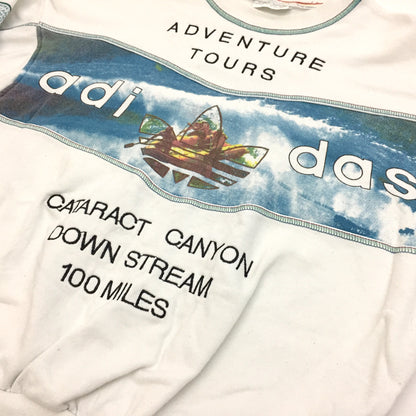 ADVENTURE
TOURS
adi das
CATARACT CANYON
DOWN STREAM
100 MILES